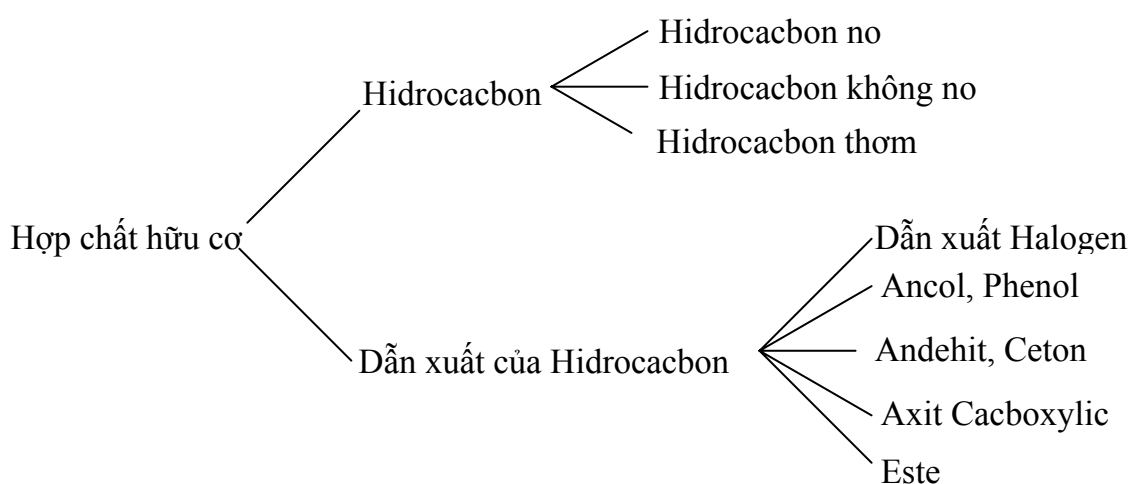 Hidrocacbon no
Hidrocacbon không no
Hidrocacbon
Hidrocacbon thơm
Hợp chất hữu cơ
Dẫn xuất Halogen
Ancol, Phenol
Andehit, Ceton
Dẫn xuất của Hidrocacbon
Axit Cacboxylic
Este